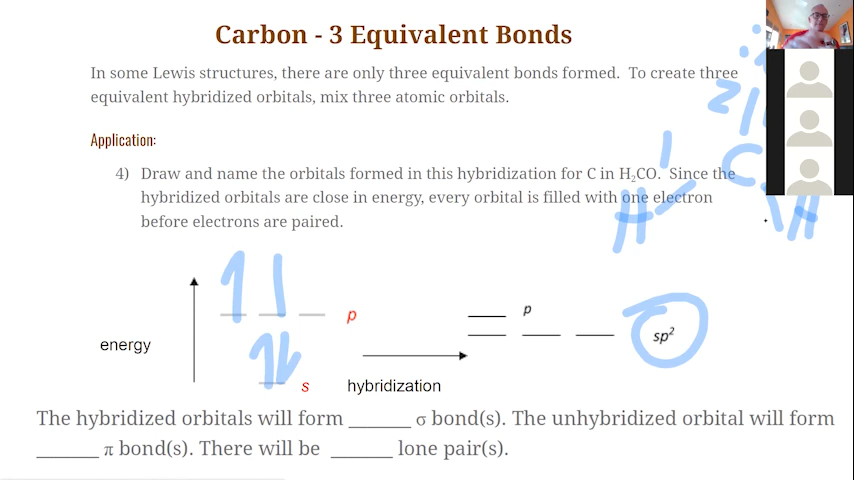 Carbon - 3 Equivalent Bonds
In some Lewis structures, there are only three equivalent bonds formed. To create three
equivalent hybridized orbitals, mix three atomic orbitals.
Application:
4) Draw and name the orbitals formed in this hybridization for C in H₂CO. Since the
hybridized orbitals are close in energy, every orbital is filled with one electron
before electrons are paired.
C
H H
p p
energy sp²
s hybridization
The hybridized orbitals will form ______ σ bond(s). The unhybridized orbital will form
______ π bond(s). There will be ______ lone pair(s).